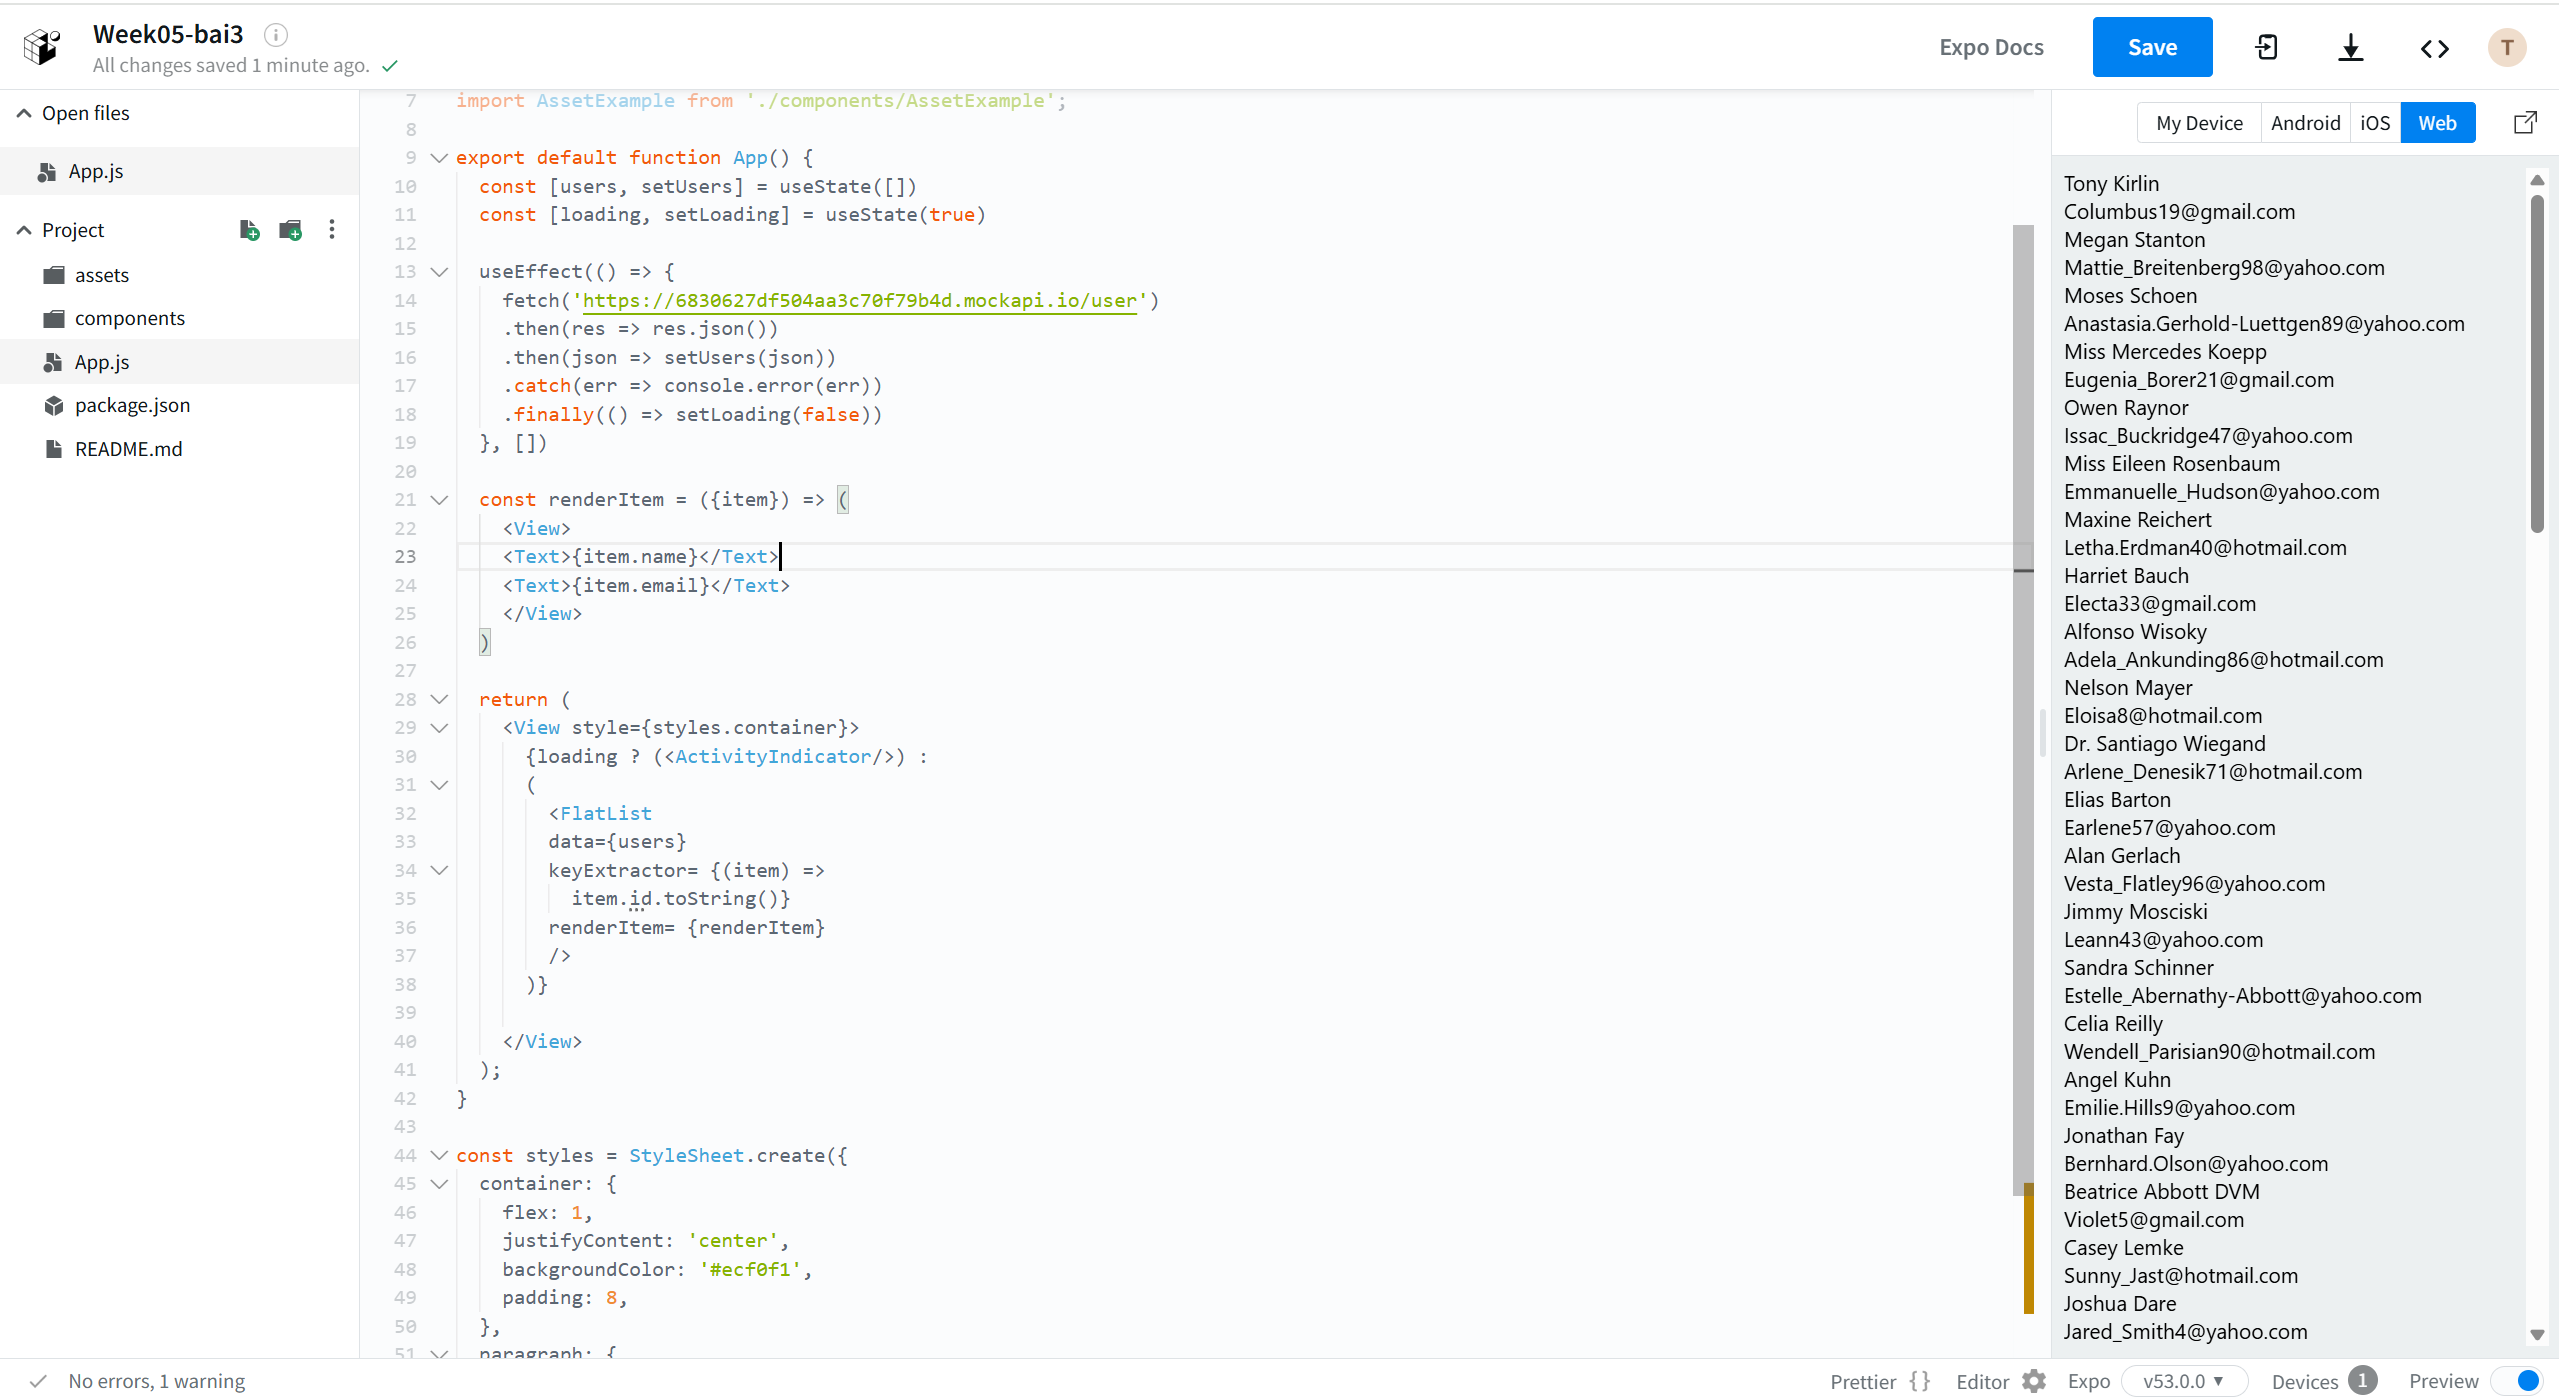 Week05-bai3
All changes saved 1 minute ago.
Expo Docs
Save
T
Open files
App.js
Project
assets
components
App.js
package.json
README.md
7 import AssetExample from './components/AssetExample';
8
9 export default function App() {
10 const [users, setUsers] = useState([])
11 const [loading, setLoading] = useState(true)
12
13 useEffect(() => {
14 fetch('https://6830627df504aa3c70f79b4d.mockapi.io/user')
15 .then(res => res.json())
16 .then(json => setUsers(json))
17 .catch(err => console.error(err))
18 .finally(() => setLoading(false))
19 }, [])
20
21 const renderItem = ({item}) => (
22 <View>
23 <Text>{item.name}</Text>
24 <Text>{item.email}</Text>
25 </View>
26 )
27
28 return (
29 <View style={styles.container}>
30 {loading ? (<ActivityIndicator/>) :
31 (
32 <FlatList
33 data={users}
34 keyExtractor= {(item) =>
35 item.id.toString()}
36 renderItem= {renderItem}
37 />
38 )}
39
40 </View>
41 );
42 }
43
44 const styles = StyleSheet.create({
45 container: {
46 flex: 1,
47 justifyContent: 'center',
48 backgroundColor: '#ecf0f1',
49 padding: 8,
50 },
51 paragraph: {
My Device
Android
iOS
Web
Tony Kirlin
Columbus19@gmail.com
Megan Stanton
Mattie_Breitenberg98@yahoo.com
Moses Schoen
Anastasia.Gerhold-Luettgen89@yahoo.com
Miss Mercedes Koepp
Eugenia_Borer21@gmail.com
Owen Raynor
Issac_Buckridge47@yahoo.com
Miss Eileen Rosenbaum
Emmanuelle_Hudson@yahoo.com
Maxine Reichert
Letha.Erdman40@hotmail.com
Harriet Bauch
Electa33@gmail.com
Alfonso Wisoky
Adela_Ankunding86@hotmail.com
Nelson Mayer
Eloisa8@hotmail.com
Dr. Santiago Wiegand
Arlene_Denesik71@hotmail.com
Elias Barton
Earlene57@yahoo.com
Alan Gerlach
Vesta_Flatley96@yahoo.com
Jimmy Mosciski
Leann43@yahoo.com
Sandra Schinner
Estelle_Abernathy-Abbott@yahoo.com
Celia Reilly
Wendell_Parisian90@hotmail.com
Angel Kuhn
Emilie.Hills9@yahoo.com
Jonathan Fay
Bernhard.Olson@yahoo.com
Beatrice Abbott DVM
Violet5@gmail.com
Casey Lemke
Sunny_Jast@hotmail.com
Joshua Dare
Jared_Smith4@yahoo.com
No errors, 1 warning
Prettier {}
Editor
Expo
v53.0.0
Devices 1
Preview